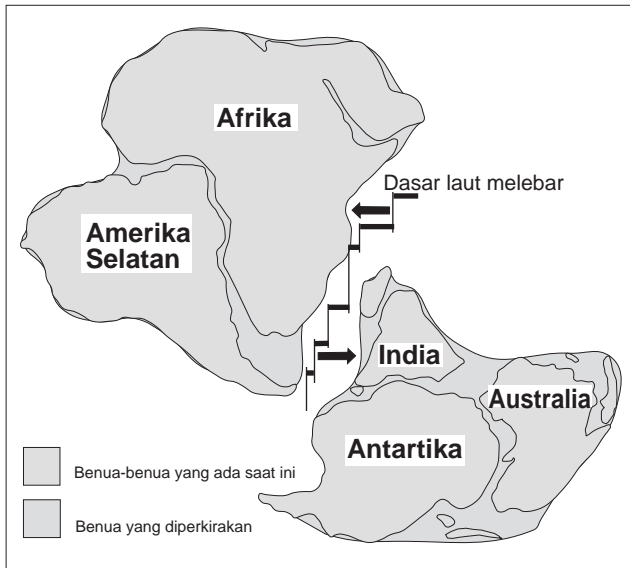 Afrika
Dasar laut melebar
Amerika
Selatan
India
Australia
Antartika
Benua-benua yang ada saat ini
Benua yang diperkirakan